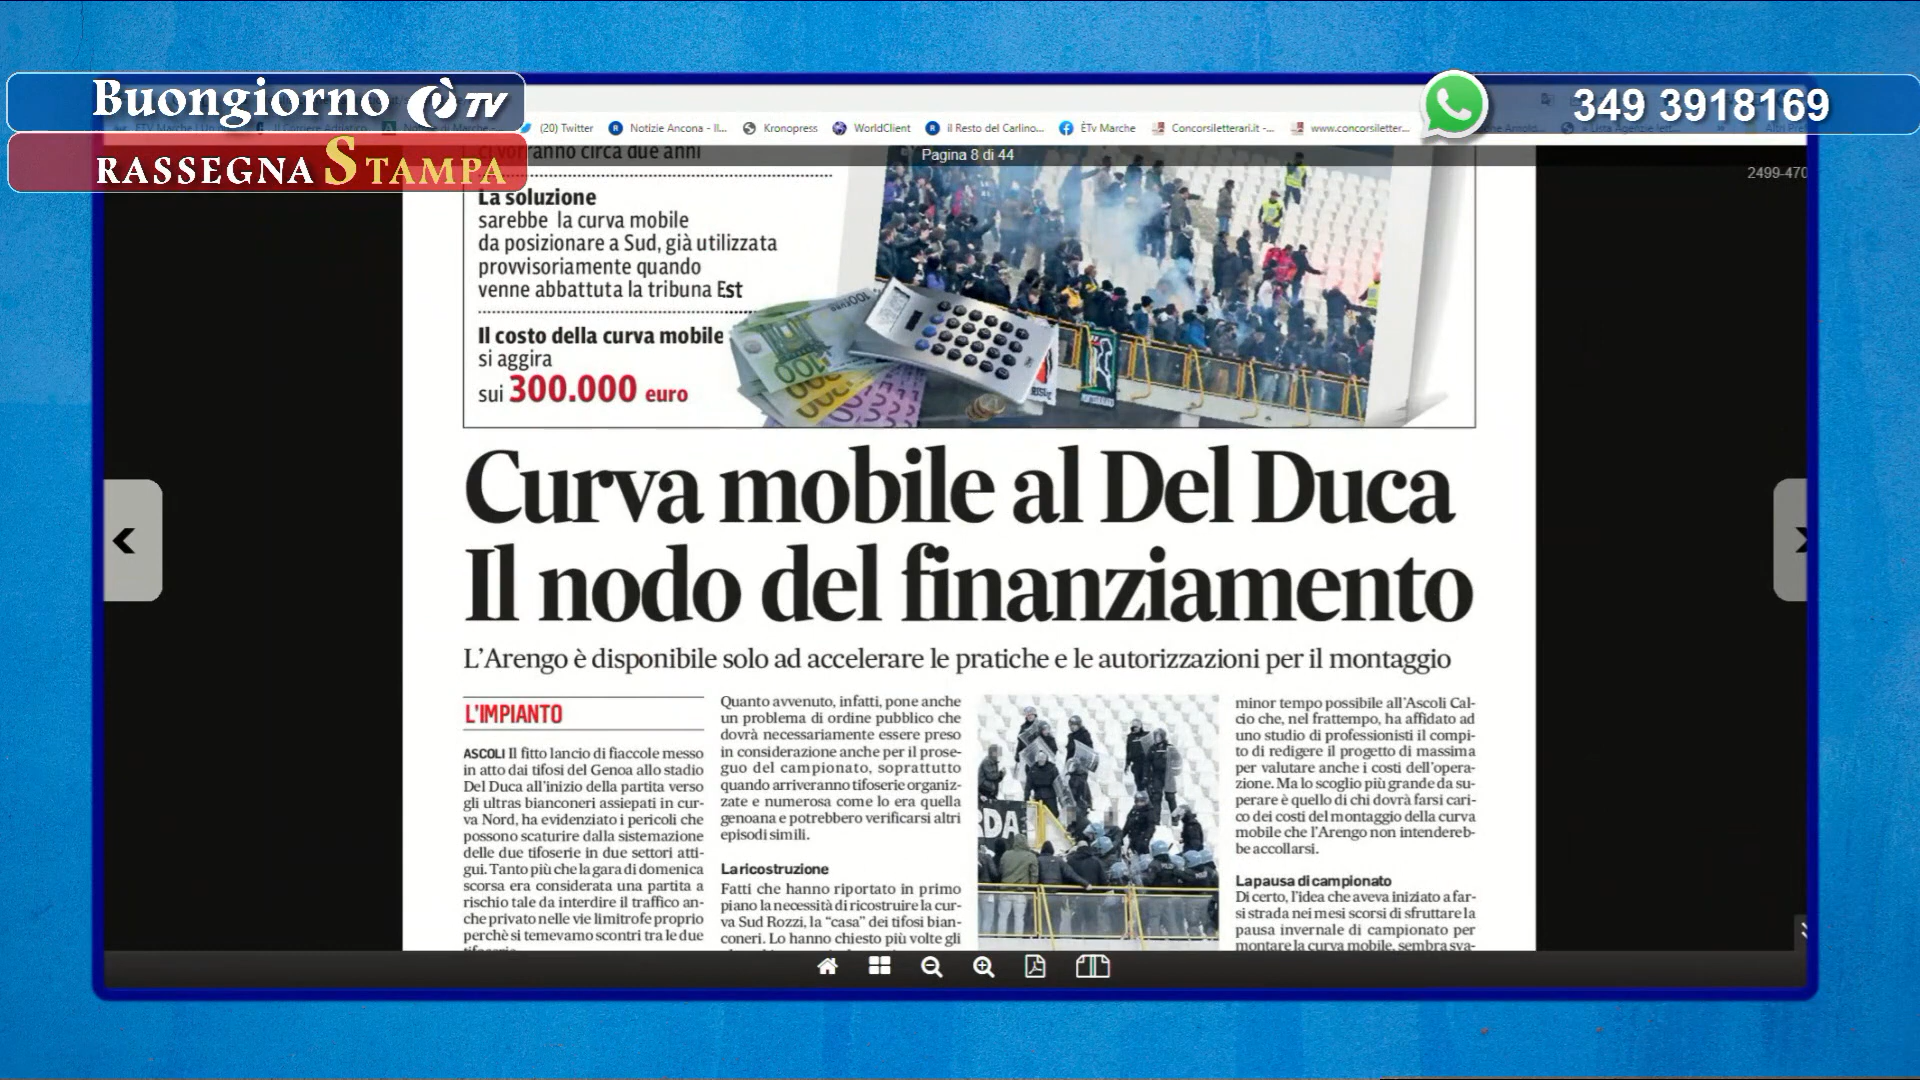 Buongiorno èTV
RASSEGNA STAMPA
349 3918169
(20) Twitter
Notizie Ancona - Il...
Kronopress
WorldClient
il Resto del Carlino...
ÈTv Marche
Concorsiletterari.it -...
www.concorsiletter...
Pagina 8 di 44
2499-470
ci vorranno circa due anni
La soluzione
sarebbe la curva mobile
da posizionare a Sud, già utilizzata
provvisoriamente quando
venne abbattuta la tribuna Est
Il costo della curva mobile
si aggira
sui 300.000 euro
Curva mobile al Del Duca
Il nodo del finanziamento
L'Arengo è disponibile solo ad accelerare le pratiche e le autorizzazioni per il montaggio
L'IMPIANTO
ASCOLI Il fitto lancio di fiaccole messo
in atto dai tifosi del Genoa allo stadio
Del Duca all'inizio della partita verso
gli ultras bianconeri assiepati in cur-
va Nord, ha evidenziato i pericoli che
possono scaturire dalla sistemazione
delle due tifoserie in due settori atti-
gui. Tanto più che la gara di domenica
scorsa era considerata una partita a
rischio tale da interdire il traffico an-
che privato nelle vie limitrofe proprio
perchè si temevamo scontri tra le due
tifoserie.
Quanto avvenuto, infatti, pone anche
un problema di ordine pubblico che
dovrà necessariamente essere preso
in considerazione anche per il prose-
guo del campionato, soprattutto
quando arriveranno tifoserie organiz-
zate e numerosa come lo era quella
genoana e potrebbero verificarsi altri
episodi simili.
La ricostruzione
Fatti che hanno riportato in primo
piano la necessità di ricostruire la cur-
va Sud Rozzi, la "casa" dei tifosi bian-
coneri. Lo hanno chiesto più volte gli
minor tempo possibile all'Ascoli Cal-
cio che, nel frattempo, ha affidato ad
uno studio di professionisti il compi-
to di redigere il progetto di massima
per valutare anche i costi dell'opera-
zione. Ma lo scoglio più grande da su-
perare è quello di chi dovrà farsi cari-
co dei costi del montaggio della curva
mobile che l'Arengo non intendereb-
be accollarsi.
La pausa di campionato
Di certo, l'idea che aveva iniziato a far-
si strada nei mesi scorsi di sfruttare la
pausa invernale di campionato per
montare la curva mobile, sembra sva-